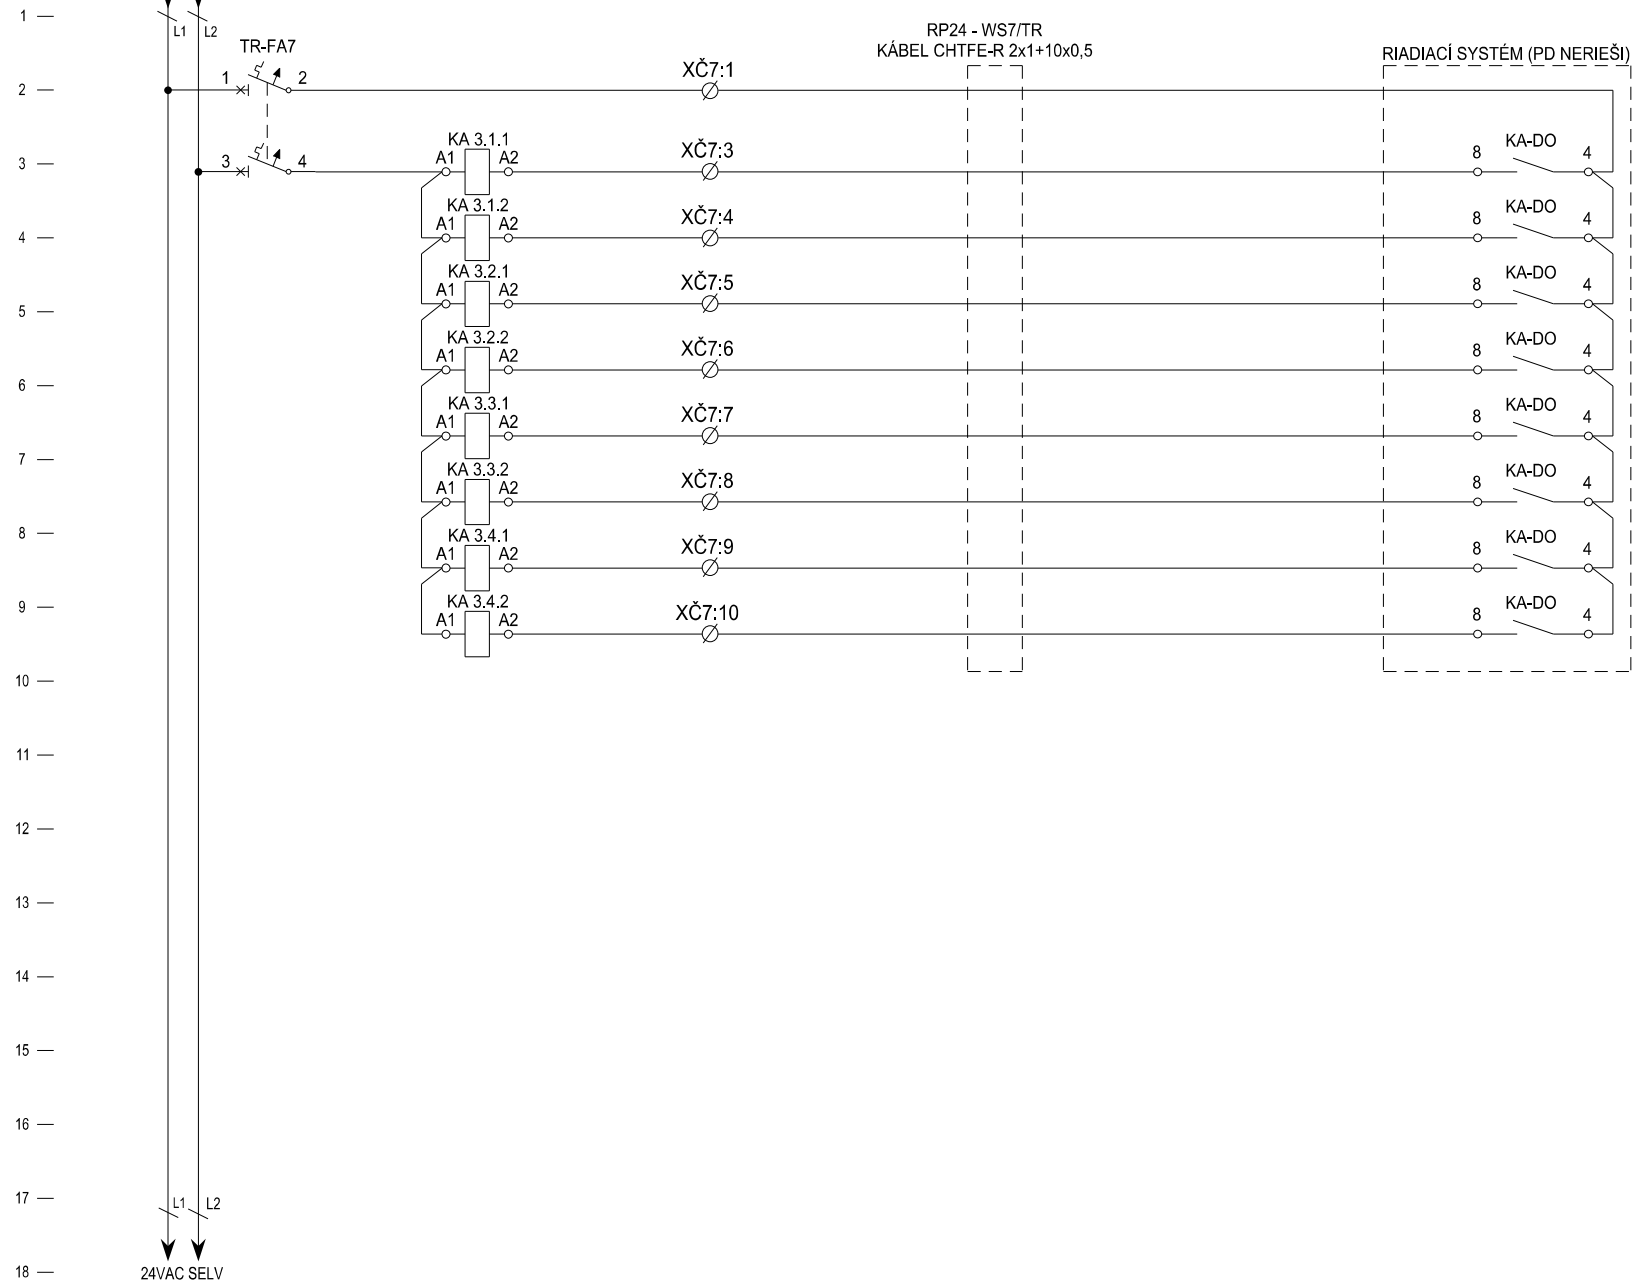 1
L1 L2
RP24 - WS7/TR
TR-FA7
KÁBEL CHTFE-R 2x1+10x0,5
RIADIACÍ SYSTÉM (PD NERIEŠI)
XČ7:1
1 2
2
KA 3.1.1
KA-DO
XČ7:3
3
3 4
A1 A2
8 4
KA 3.1.2
KA-DO
XČ7:4
A1 A2
8 4
4
KA 3.2.1
KA-DO
XČ7:5
A1 A2
8 4
5
KA 3.2.2
KA-DO
XČ7:6
A1 A2
8 4
6
KA 3.3.1
KA-DO
XČ7:7
A1 A2
8 4
7
KA 3.3.2
KA-DO
XČ7:8
A1 A2
8 4
8
KA 3.4.1
KA-DO
XČ7:9
A1 A2
8 4
9
KA 3.4.2
KA-DO
XČ7:10
A1 A2
8 4
10
11
12
13
14
15
16
17
L1 L2
18
24VAC SELV